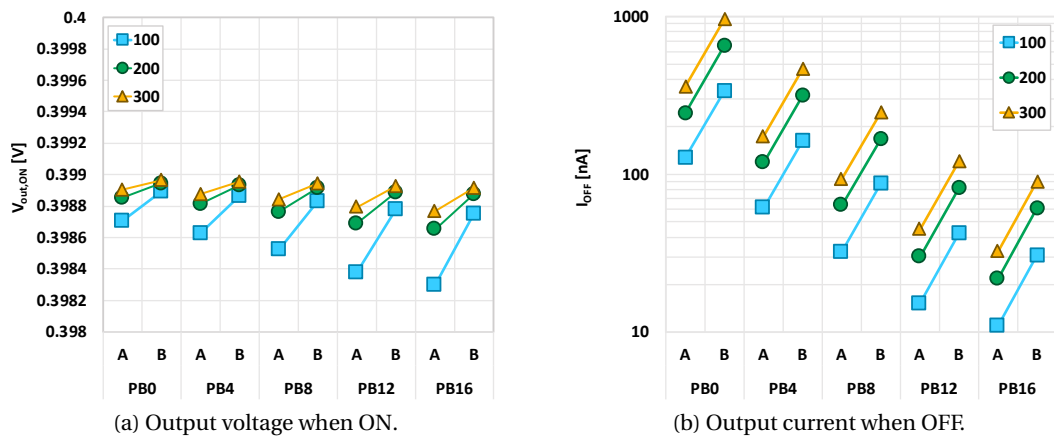 0.4
0.3998
0.3996
0.3994
0.3992
0.399
0.3988
0.3986
0.3984
0.3982
0.398
Vout,ON [V]
100
200
300
A B A B A B A B A B
PB0 PB4 PB8 PB12 PB16
(a) Output voltage when ON.
1000
100
10
IOFF [nA]
100
200
300
A B A B A B A B A B
PB0 PB4 PB8 PB12 PB16
(b) Output current when OFF.